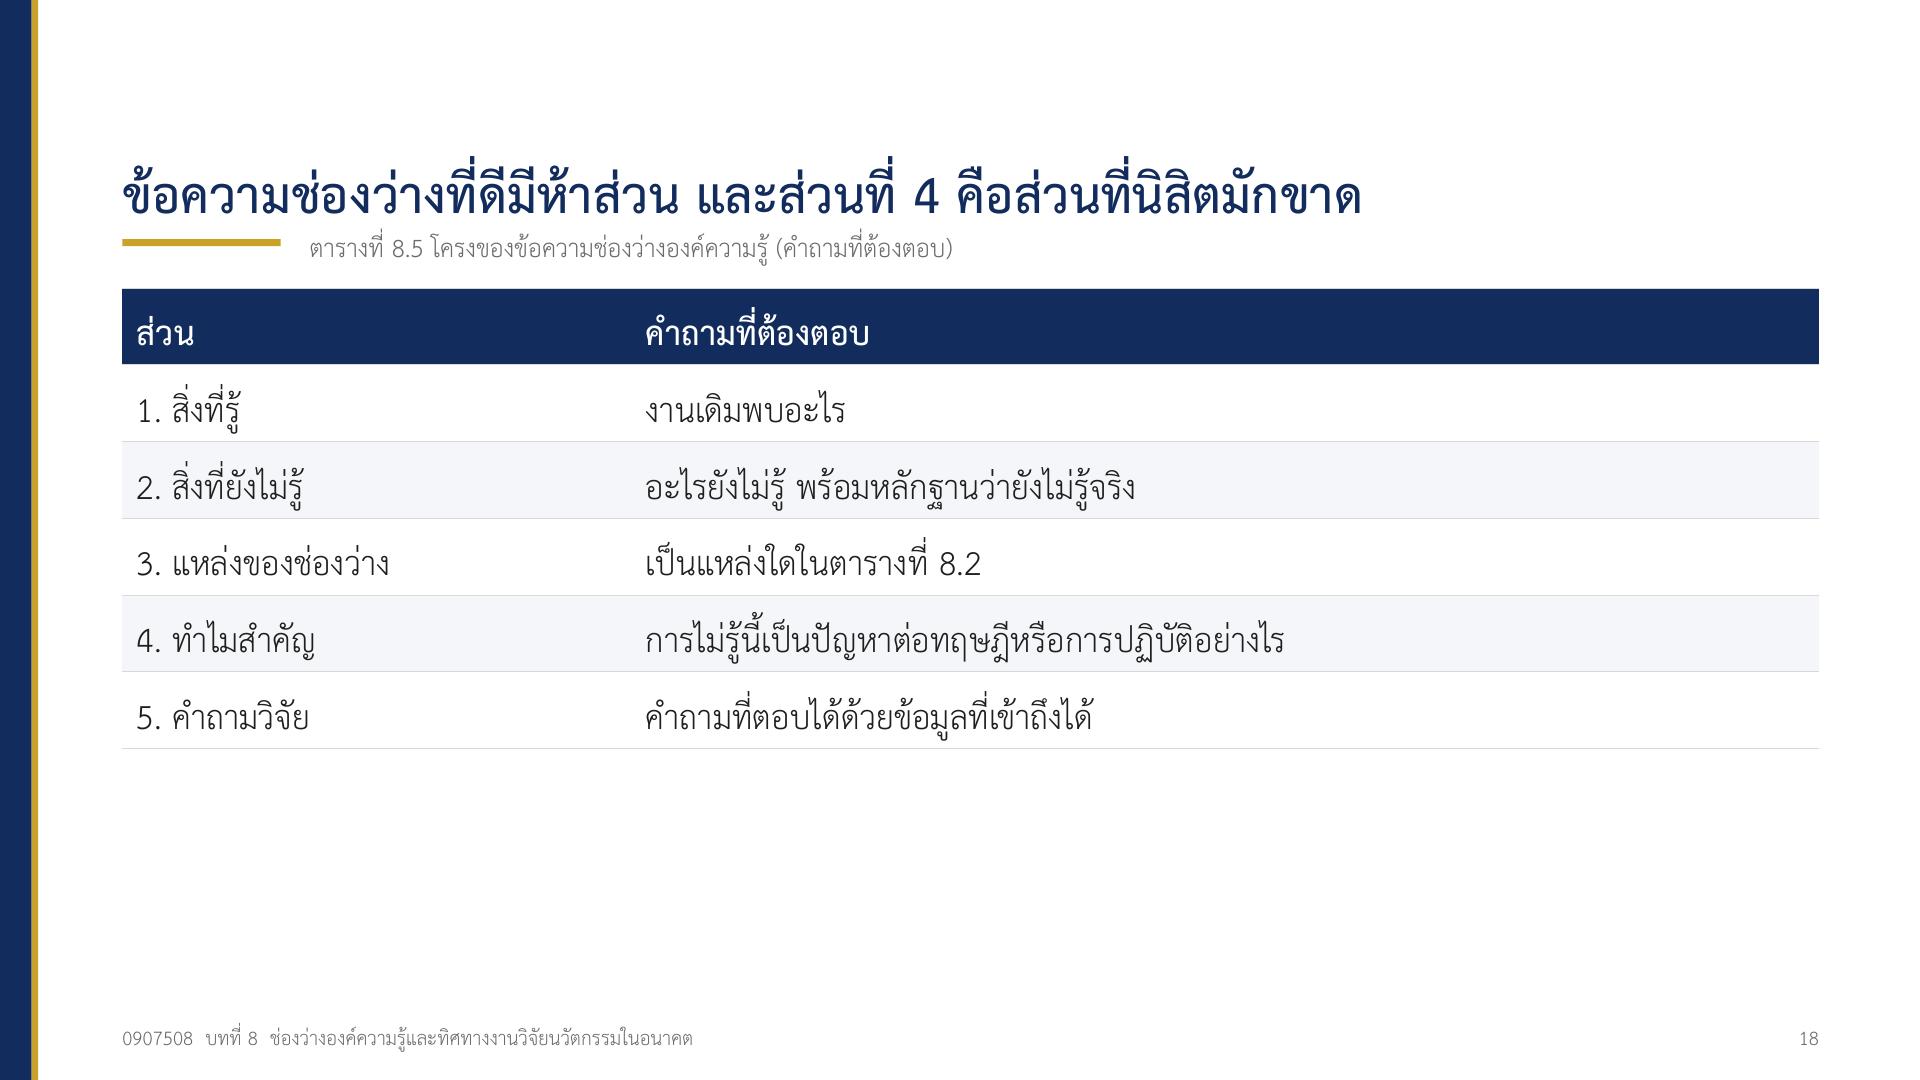 ข้อความช่องว่างที่ดีมีห้าส่วน และส่วนที่ 4 คือส่วนที่นิสิตมักขาด
ตารางที่ 8.5 โครงของข้อความช่องว่างองค์ความรู้ (คำถามที่ต้องตอบ)
ส่วน คำถามที่ต้องตอบ
1. สิ่งที่รู้ งานเดิมพบอะไร
2. สิ่งที่ยังไม่รู้ อะไรยังไม่รู้ พร้อมหลักฐานว่ายังไม่รู้จริง
3. แหล่งของช่องว่าง เป็นแหล่งใดในตารางที่ 8.2
4. ทำไมสำคัญ การไม่รู้นี้เป็นปัญหาต่อทฤษฎีหรือการปฏิบัติอย่างไร
5. คำถามวิจัย คำถามที่ตอบได้ด้วยข้อมูลที่เข้าถึงได้
0907508 บทที่ 8 ช่องว่างองค์ความรู้และทิศทางงานวิจัยนวัตกรรมในอนาคต 18